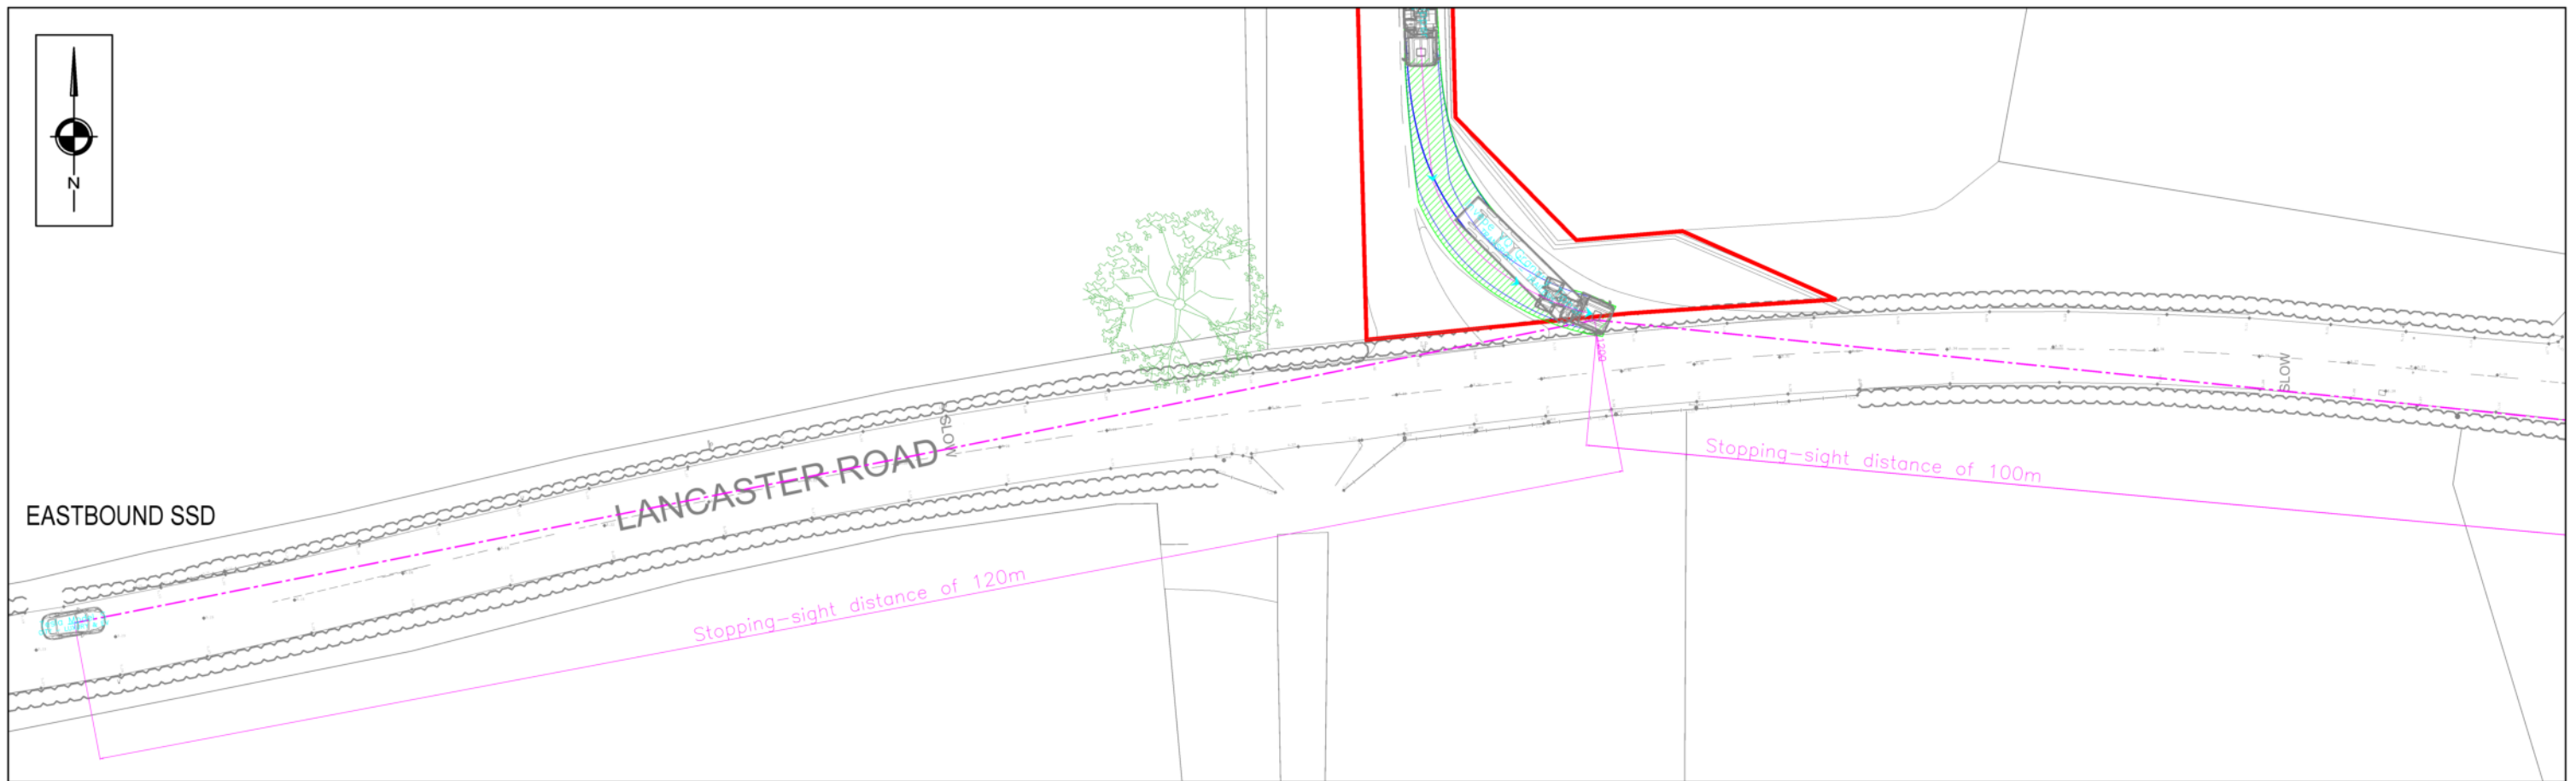 N
SLOW
SLOW
LANCASTER ROAD
Stopping-sight distance of 100m
EASTBOUND SSD
Stopping-sight distance of 120m